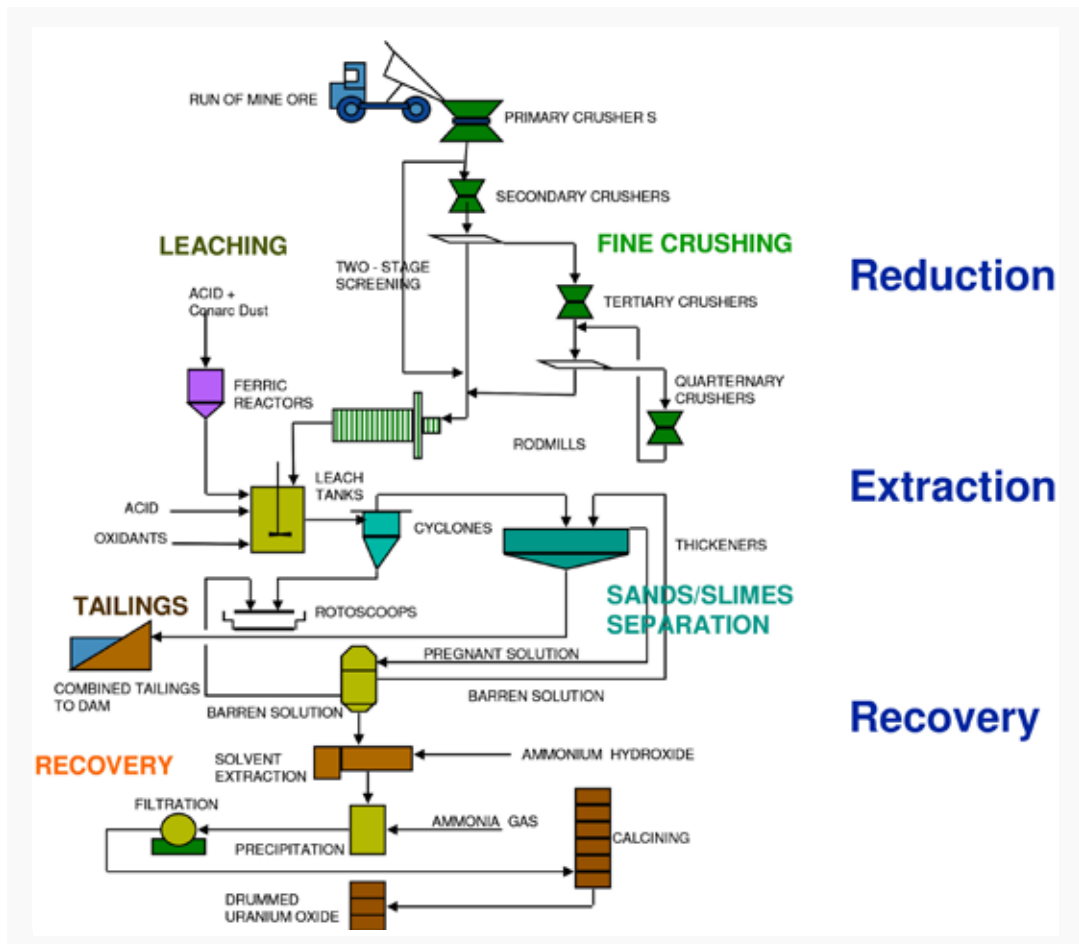 RUN OF MINE ORE
PRIMARY CRUSHER S
SECONDARY CRUSHERS
LEACHING
FINE CRUSHING
TWO - STAGE
SCREENING
Reduction
ACID +
Conarc Dust
TERTIARY CRUSHERS
FERRIC
REACTORS
QUARTERNARY
CRUSHERS
RODMILLS
LEACH
TANKS
Extraction
ACID
OXIDANTS
CYCLONES
THICKENERS
TAILINGS
ROTOSCOOPS
SANDS/SLIMES
SEPARATION
PREGNANT SOLUTION
COMBINED TAILINGS
TO DAM
BARREN SOLUTION
BARREN SOLUTION
Recovery
RECOVERY
SOLVENT
EXTRACTION
AMMONIUM HYDROXIDE
FILTRATION
AMMONIA GAS
PRECIPITATION
CALCINING
DRUMMED
URANIUM OXIDE